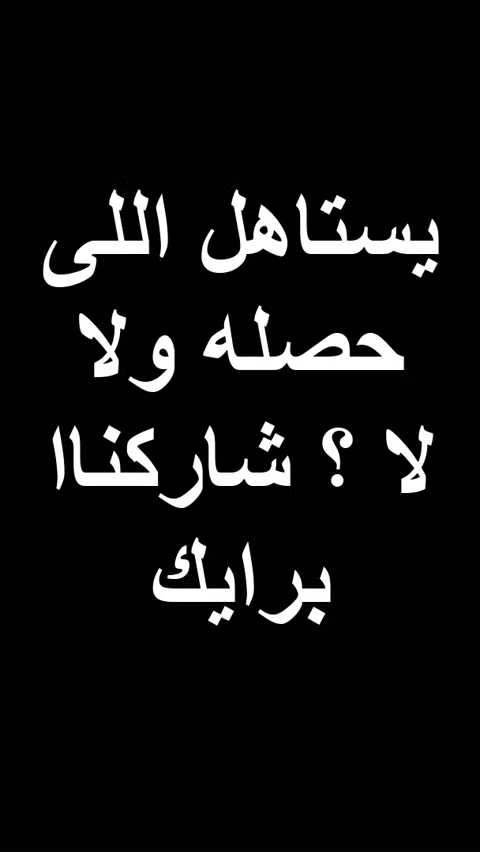 يستاهل اللى
حصله ولا
لا ؟ شاركناا
برايك